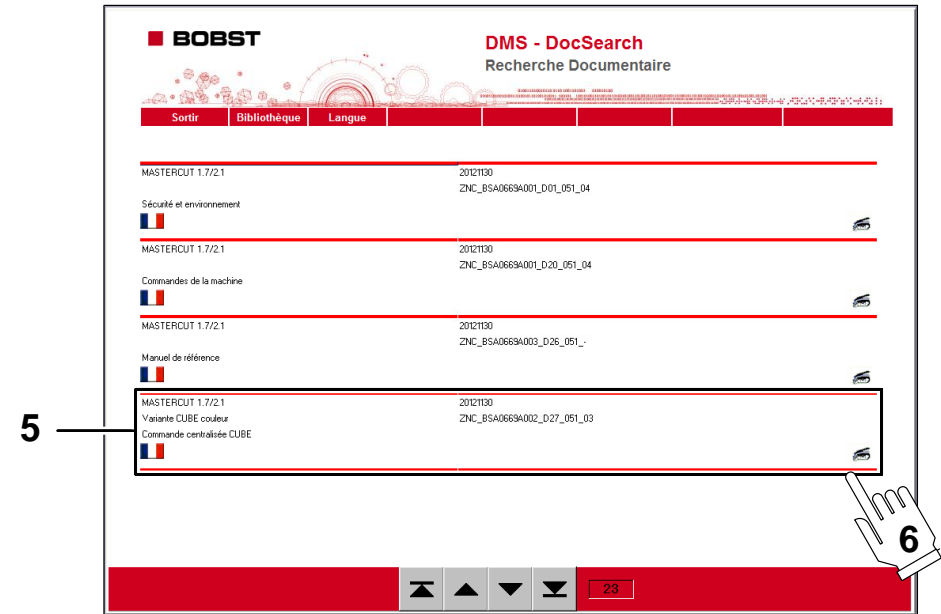 BOBST
DMS - DocSearch
Recherche Documentaire
Sortir Bibliothèque Langue
MASTERCUT 1.7/2.1 20121130
ZNC_BSA0669A001_D01_051_04
Sécurité et environnement
MASTERCUT 1.7/2.1 20121130
ZNC_BSA0669A001_D20_051_04
Commandes de la machine
MASTERCUT 1.7/2.1 20121130
ZNC_BSA0669A003_D26_051_-
Manuel de référence
5
MASTERCUT 1.7/2.1 20121130
Variante CUBE couleur ZNC_BSA0669A002_D27_051_03
Commande centralisée CUBE
6
23